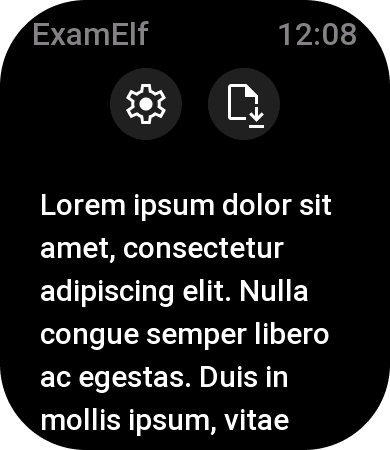 ExamElf 12:08
Lorem ipsum dolor sit
amet, consectetur
adipiscing elit. Nulla
congue semper libero
ac egestas. Duis in
mollis ipsum, vitae